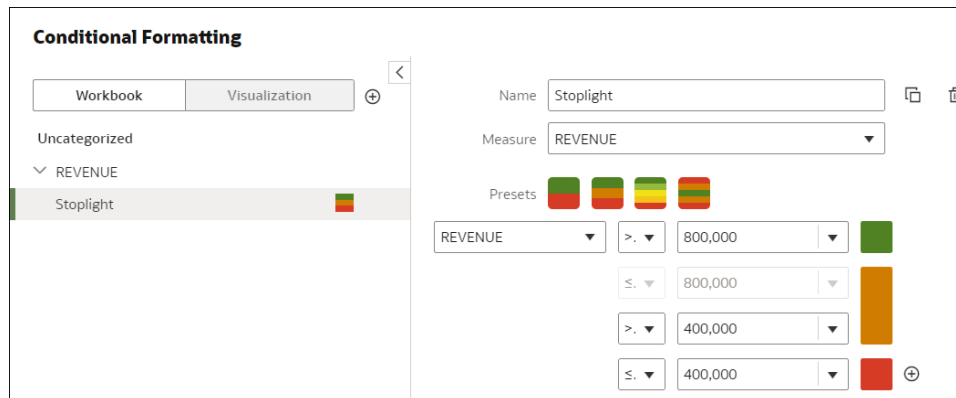 Conditional Formatting
Workbook Visualization
Uncategorized
REVENUE
Stoplight
Name Stoplight
Measure REVENUE
Presets
REVENUE >. 800,000
≤. 800,000
>. 400,000
≤. 400,000